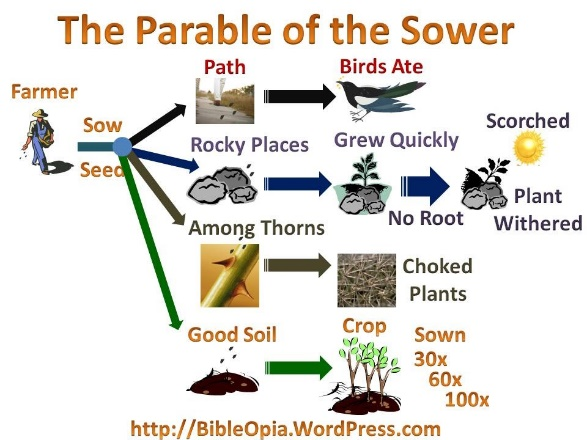 The Parable of the Sower
Farmer
Sow
Seed
Path
Birds Ate
Rocky Places
Grew Quickly
No Root
Scorched
Plant
Withered
Among Thorns
Choked
Plants
Good Soil
Crop
Sown
30x
60x
100x
http://BibleOpia.WordPress.com